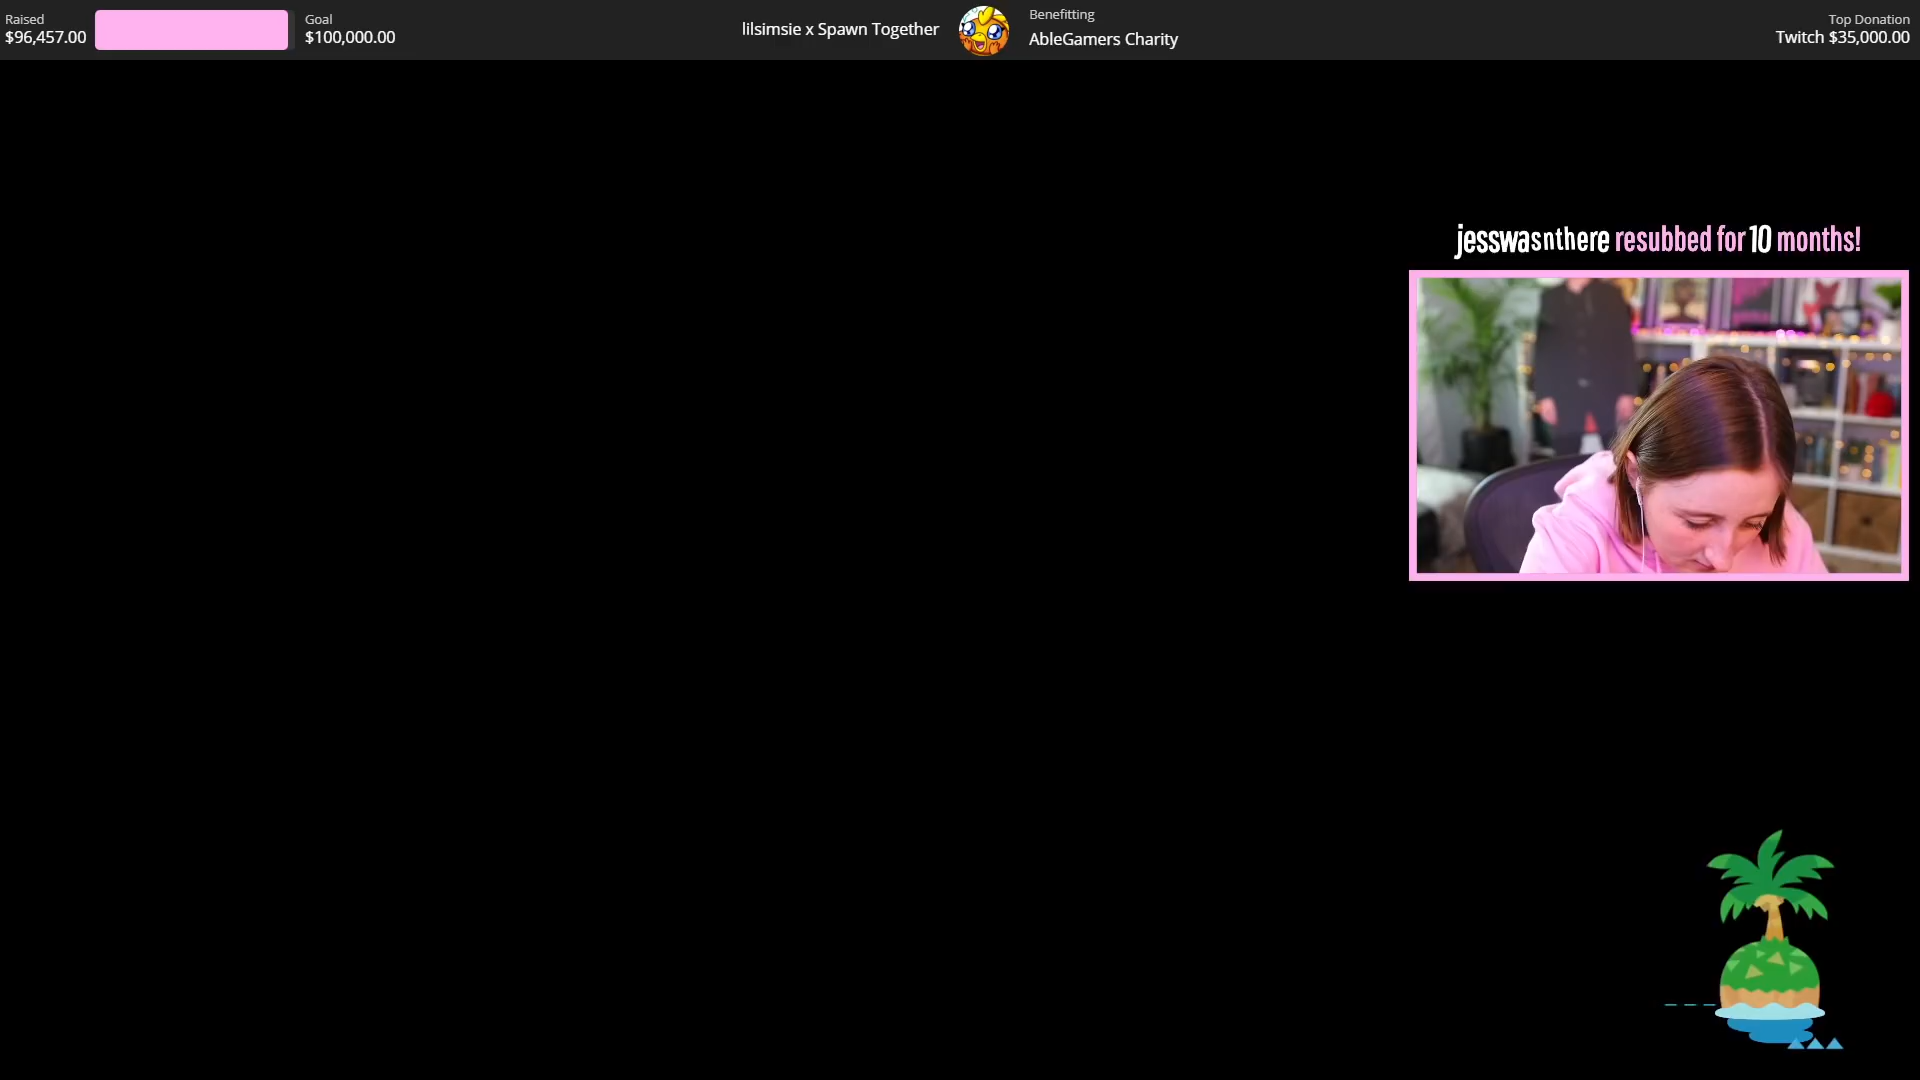 Raised
$96,457.00
Goal
$100,000.00
lilsimsie x Spawn Together
Benefitting
AbleGamers Charity
Top Donation
Twitch $35,000.00
jesswasnthere resubbed for 10 months!